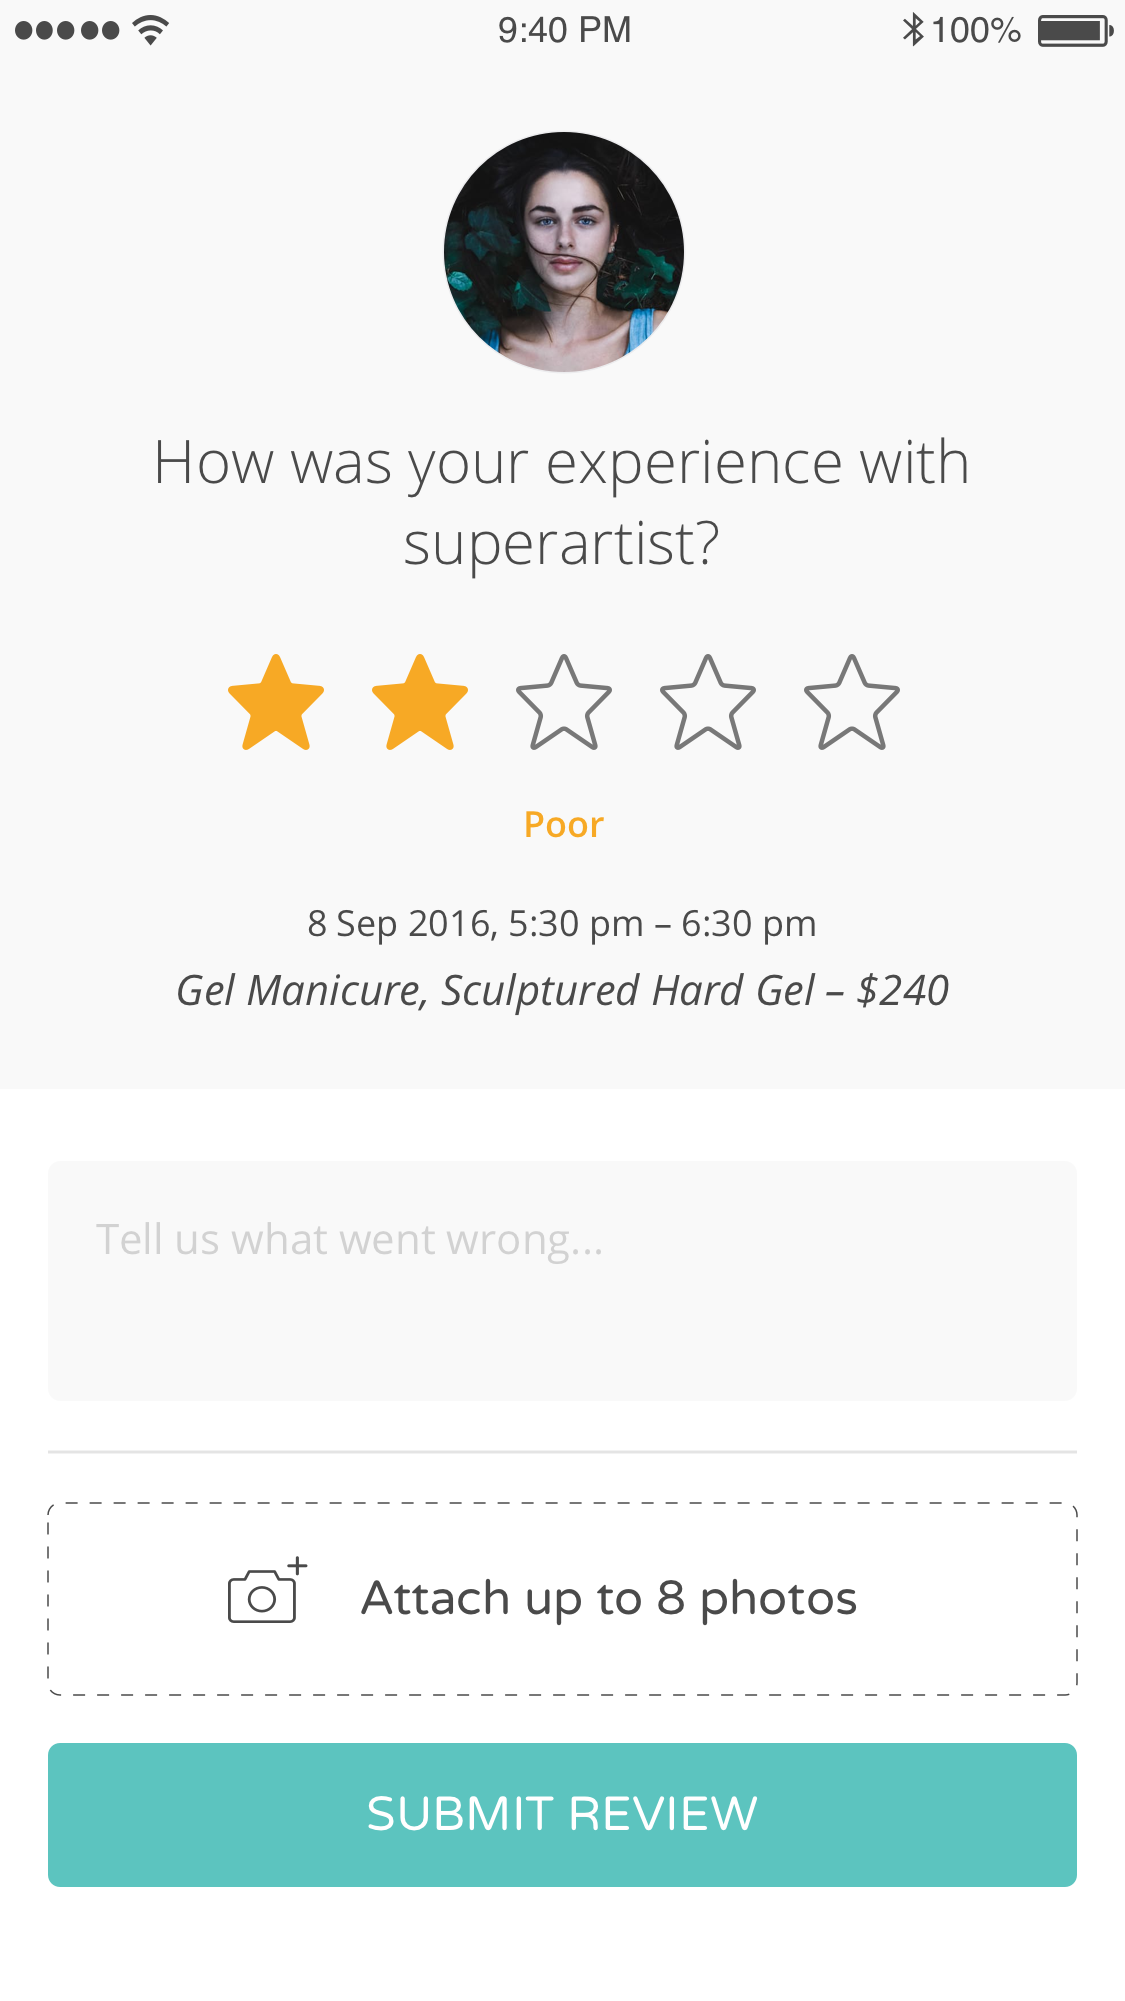 9:40 PM
100%
How was your experience with
superartist?
Poor
8 Sep 2016, 5:30 pm – 6:30 pm
Gel Manicure, Sculptured Hard Gel – $240
Tell us what went wrong...
Attach up to 8 photos
SUBMIT REVIEW